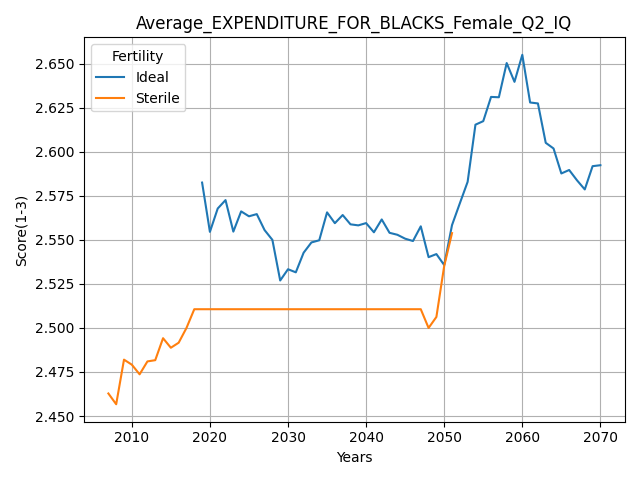 Average_EXPENDITURE_FOR_BLACKS_Female_Q2_IQ
Fertility
Ideal
Sterile
Score(1-3)
2.650
2.625
2.600
2.575
2.550
2.525
2.500
2.475
2.450
2010 2020 2030 2040 2050 2060 2070
Years